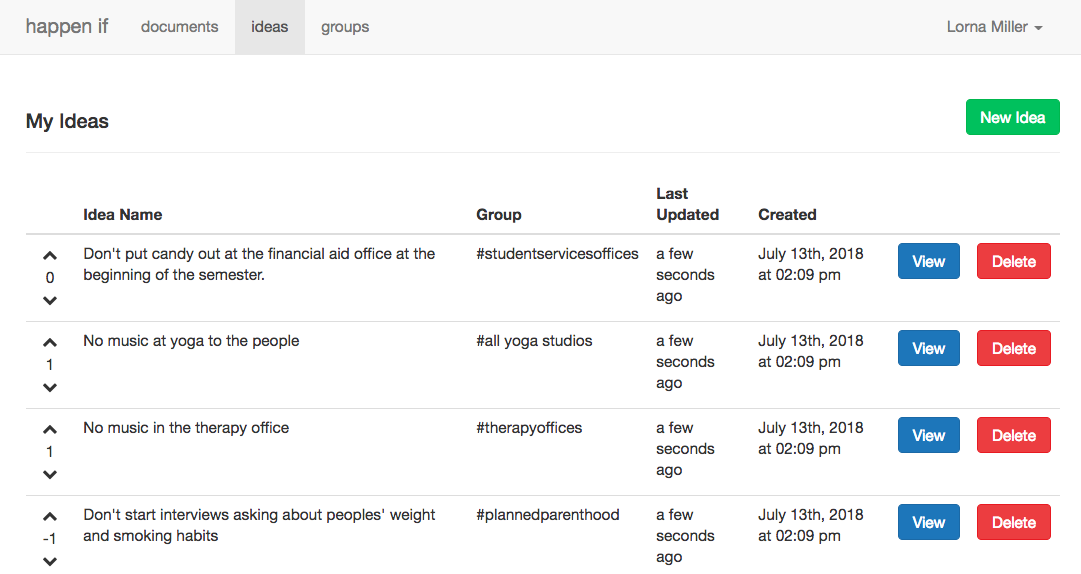 happen if documents ideas groups Lorna Miller
My Ideas New Idea
Last
Idea Name Group Updated Created
Don't put candy out at the financial aid office at the #studentservicesoffices a few July 13th, 2018 View Delete
0 beginning of the semester. seconds at 02:09 pm
ago
No music at yoga to the people #all yoga studios a few July 13th, 2018 View Delete
1 seconds at 02:09 pm
ago
No music in the therapy office #therapyoffices a few July 13th, 2018 View Delete
1 seconds at 02:09 pm
ago
Don't start interviews asking about peoples' weight #plannedparenthood a few July 13th, 2018 View Delete
-1 and smoking habits seconds at 02:09 pm
ago